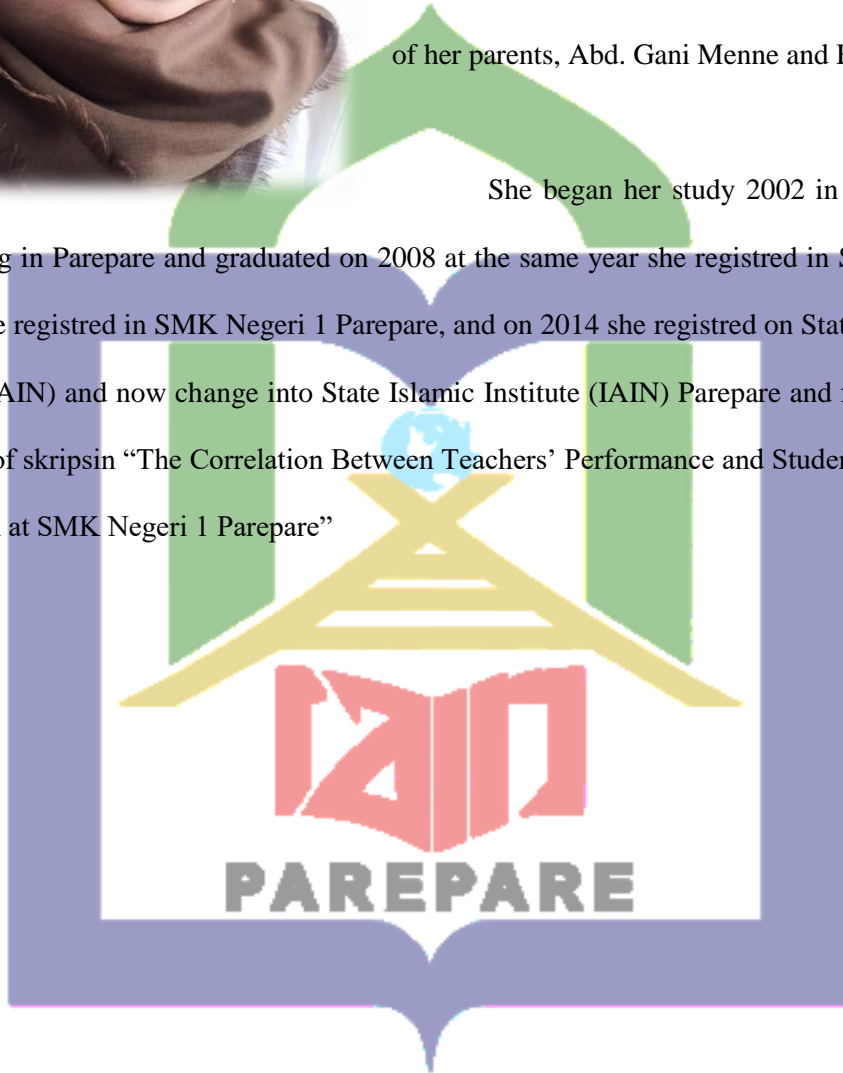 of her parents, Abd. Gani Menne and
She began her study 2002 in
in Parepare and graduated on 2008 at the same year she registred in
registred in SMK Negeri 1 Parepare, and on 2014 she registred on
and now change into State Islamic Institute (IAIN) Parepare and
of skripsin “The Correlation Between Teachers’ Performance and
at SMK Negeri 1 Parepare”
iain
PAREPARE